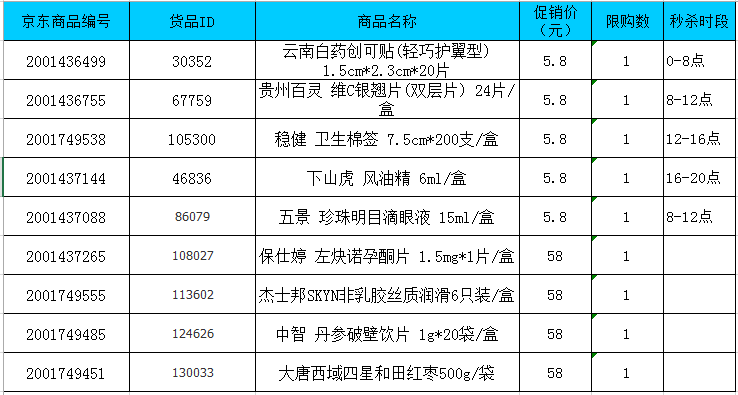 京东商品编号 货品ID 商品名称 促销价（元） 限购数 秒杀时段
2001436499 30352 云南白药创可贴(轻巧护翼型) 1.5cm*2.3cm*20片 5.8 1 0-8点
2001436755 67759 贵州百灵 维C银翘片(双层片) 24片/盒 5.8 1 8-12点
2001749538 105300 稳健 卫生棉签 7.5cm*200支/盒 5.8 1 12-16点
2001437144 46836 下山虎 风油精 6ml/盒 5.8 1 16-20点
2001437088 86079 五景 珍珠明目滴眼液 15ml/盒 5.8 1 8-12点
2001437265 108027 保仕婷 左炔诺孕酮片 1.5mg*1片/盒 58 1
2001749555 113602 杰士邦SKYN非乳胶丝质润滑6只装/盒 58 1
2001749485 124626 中智 丹参破壁饮片 1g*20袋/盒 58 1
2001749451 130033 大唐西域四星和田红枣500g/袋 58 1